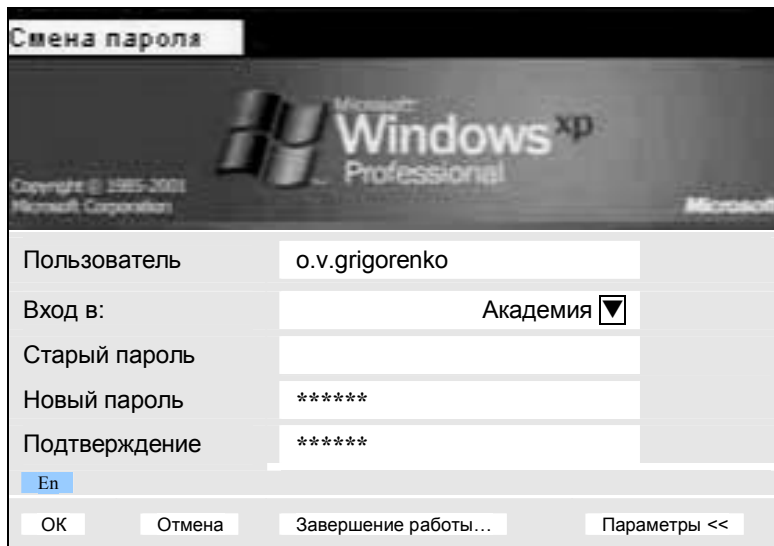 Смена пароля
Microsoft
Windows xp
Professional
Copyright © 1985-2001
Microsoft Corporation
Microsoft
Пользователь o.v.grigorenko
Вход в: Академия
Старый пароль
Новый пароль ******
Подтверждение ******
En
ОК Отмена Завершение работы... Параметры <<